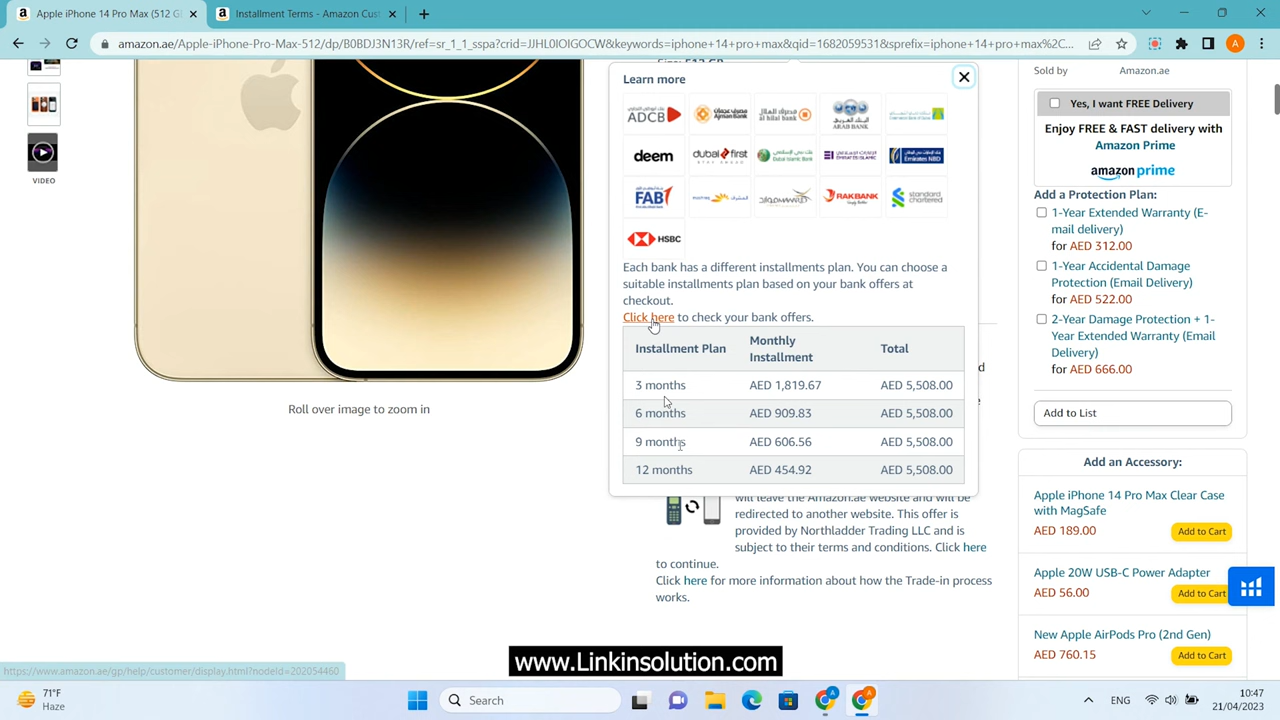 Apple iPhone 14 Pro Max (512 G
Installment Terms - Amazon Cust
amazon.ae/Apple-iPhone-Pro-Max-512/dp/B0BDJ3N13R/ref=sr_1_1_sspa?crid=JJHL0IOIGOCW&keywords=iphone+14+pro+max&qid=1682059531&sprefix=iphone+14+pro+max%2C...
A
VIDEO
Roll over image to zoom in
Learn more
ADCB
ARAB BANK
deem
dubai first
EMIRATES ISLAMIC
Emirates NBD
FAB
المشرق
RAKBANK
standard chartered
HSBC
Each bank has a different installments plan. You can choose a
suitable installments plan based on your bank offers at
checkout.
Click here to check your bank offers.
Installment Plan Monthly Installment Total
3 months AED 1,819.67 AED 5,508.00
6 months AED 909.83 AED 5,508.00
9 months AED 606.56 AED 5,508.00
12 months AED 454.92 AED 5,508.00
will leave the Amazon.ae website and will be
redirected to another website. This offer is
provided by Northladder Trading LLC and is
subject to their terms and conditions. Click here
to continue.
Click here for more information about how the Trade-in process
works.
Sold by Amazon.ae
Yes, I want FREE Delivery
Enjoy FREE & FAST delivery with
Amazon Prime
amazon prime
Add a Protection Plan:
1-Year Extended Warranty (E-
mail delivery)
for AED 312.00
1-Year Accidental Damage
Protection (Email Delivery)
for AED 522.00
2-Year Damage Protection + 1-
Year Extended Warranty (Email
Delivery)
for AED 666.00
Add to List
Add an Accessory:
Apple iPhone 14 Pro Max Clear Case
with MagSafe
AED 189.00 Add to Cart
Apple 20W USB-C Power Adapter
AED 56.00 Add to Cart
New Apple AirPods Pro (2nd Gen)
AED 760.15 Add to Cart
www.Linkinsolution.com
https://www.amazon.ae/gp/help/customer/display.html?nodeId=202054460
71°F
Haze
Search
ENG
10:47
21/04/2023